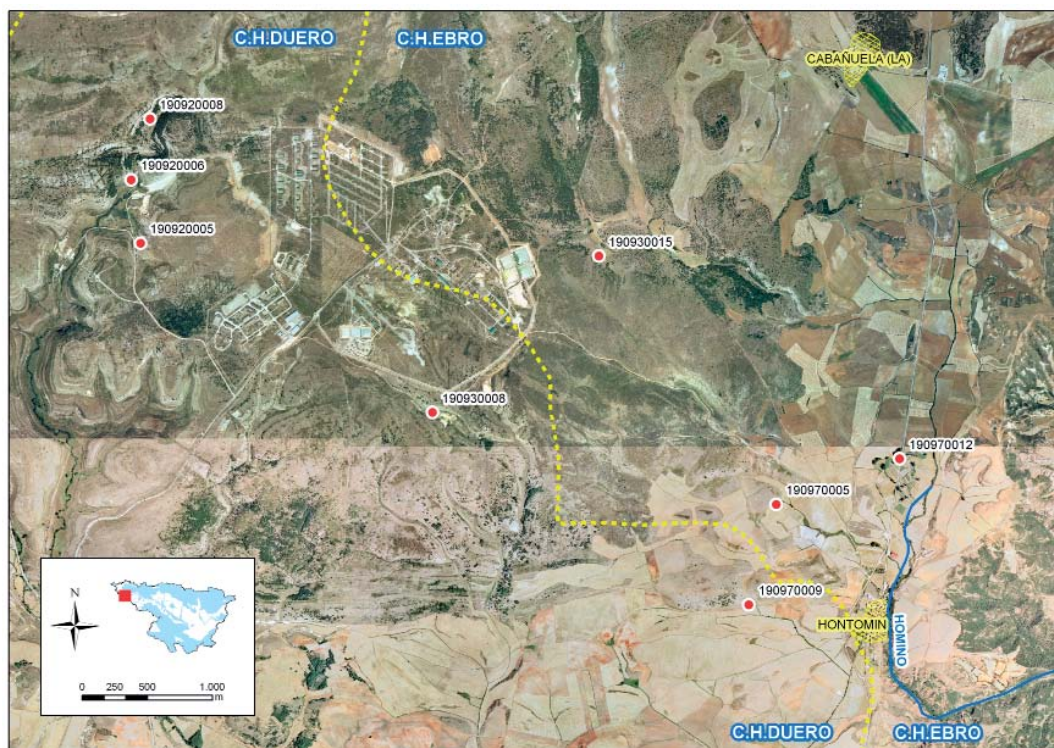 C.H.DUERO
C.H.EBRO
CABAÑUELA (LA)
190920008
190920006
190920005
190930015
190930008
190970012
190970005
190970009
HONTOMIN
HOMINO
N
0 250 500 1.000
m
C.H.DUERO
C.H.EBRO